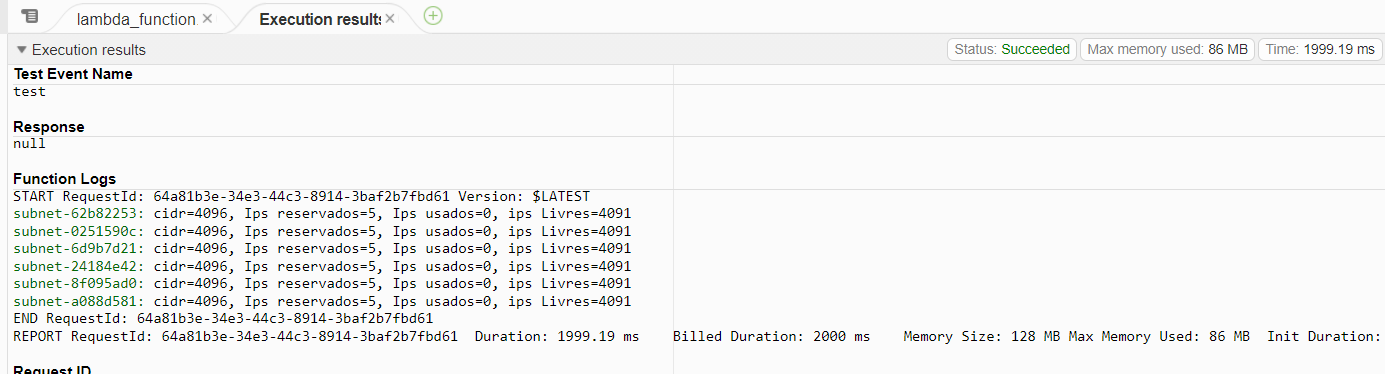 lambda_function
Execution results
Execution results
Status: Succeeded
Max memory used: 86 MB
Time: 1999.19 ms
Test Event Name
test
Response
null
Function Logs
START RequestId: 64a81b3e-34e3-44c3-8914-3baf2b7fbd61 Version: $LATEST
subnet-62b82253: cidr=4096, Ips reservados=5, Ips usados=0, ips Livres=4091
subnet-0251590c: cidr=4096, Ips reservados=5, Ips usados=0, ips Livres=4091
subnet-6d9b7d21: cidr=4096, Ips reservados=5, Ips usados=0, ips Livres=4091
subnet-24184e42: cidr=4096, Ips reservados=5, Ips usados=0, ips Livres=4091
subnet-8f095ad0: cidr=4096, Ips reservados=5, Ips usados=0, ips Livres=4091
subnet-a088d581: cidr=4096, Ips reservados=5, Ips usados=0, ips Livres=4091
END RequestId: 64a81b3e-34e3-44c3-8914-3baf2b7fbd61
REPORT RequestId: 64a81b3e-34e3-44c3-8914-3baf2b7fbd61 Duration: 1999.19 ms Billed Duration: 2000 ms Memory Size: 128 MB Max Memory Used: 86 MB Init Duration:
Request ID